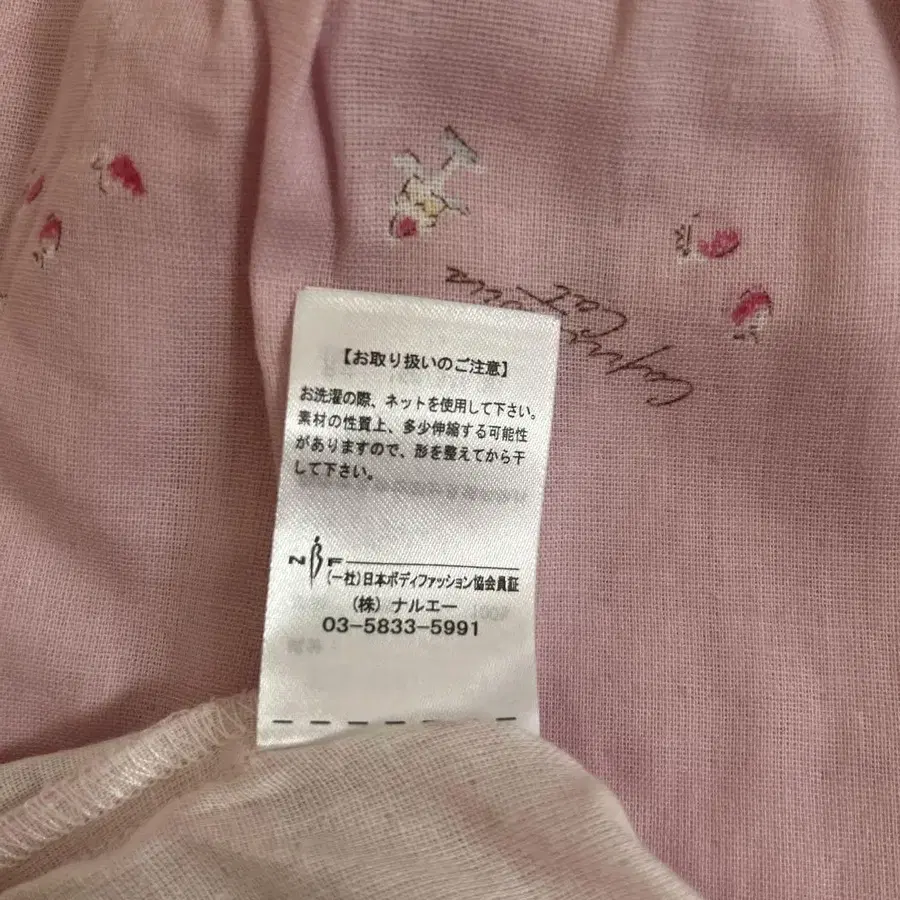 【お取り扱いのご注意】
お洗濯の際、ネットを使用して下さい。
素材の性質上、多少伸縮する可能性
がありますので、形を整えてから干
して下さい。
NBF
(一社)日本ボディファッション協会員証
(株) ナルエー
03-5833-5991
Cat